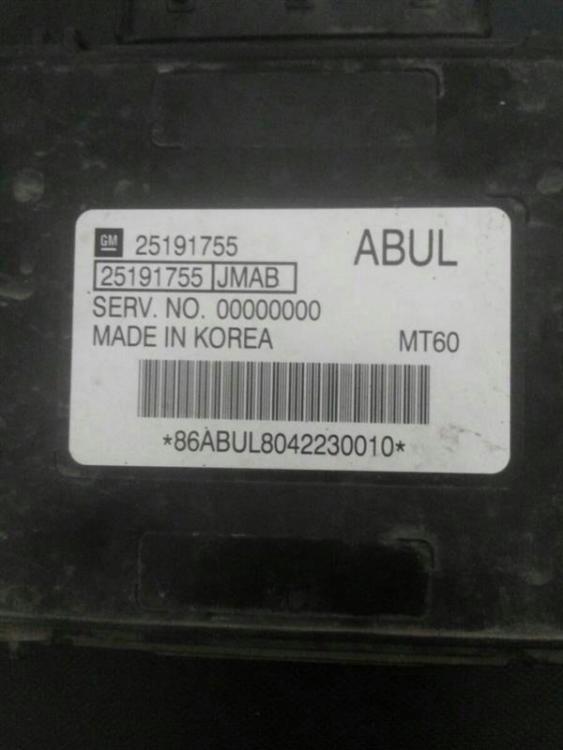 GM 25191755 ABUL
25191755 JMAB
SERV. NO. 00000000
MADE IN KOREA MT60
*86ABUL8042230010*